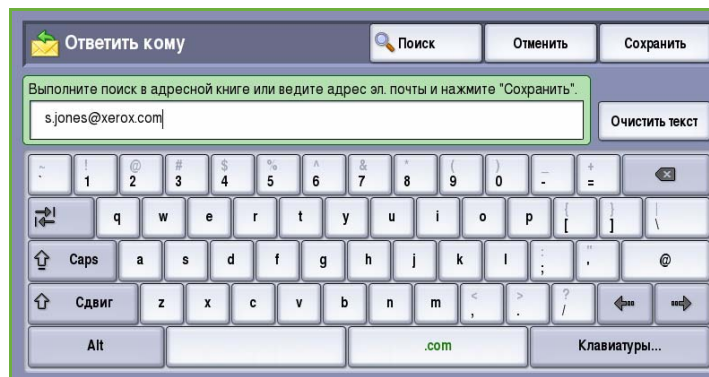 Ответить кому Поиск Отменить Сохранить
Выполните поиск в адресной книге или ведите адрес эл. почты и нажмите "Сохранить".
s.jones@xerox.com Очистить текст
~ ! @ # $ % ^ & * ( ) _ +
` 1 2 3 4 5 6 7 8 9 0 - =
q w e r t y u i o p { [ } ] | \
Caps a s d f g h j k l : ; " ' @
Сдвиг z x c v b n m < , > . ? /
Alt .com Клавиатуры...